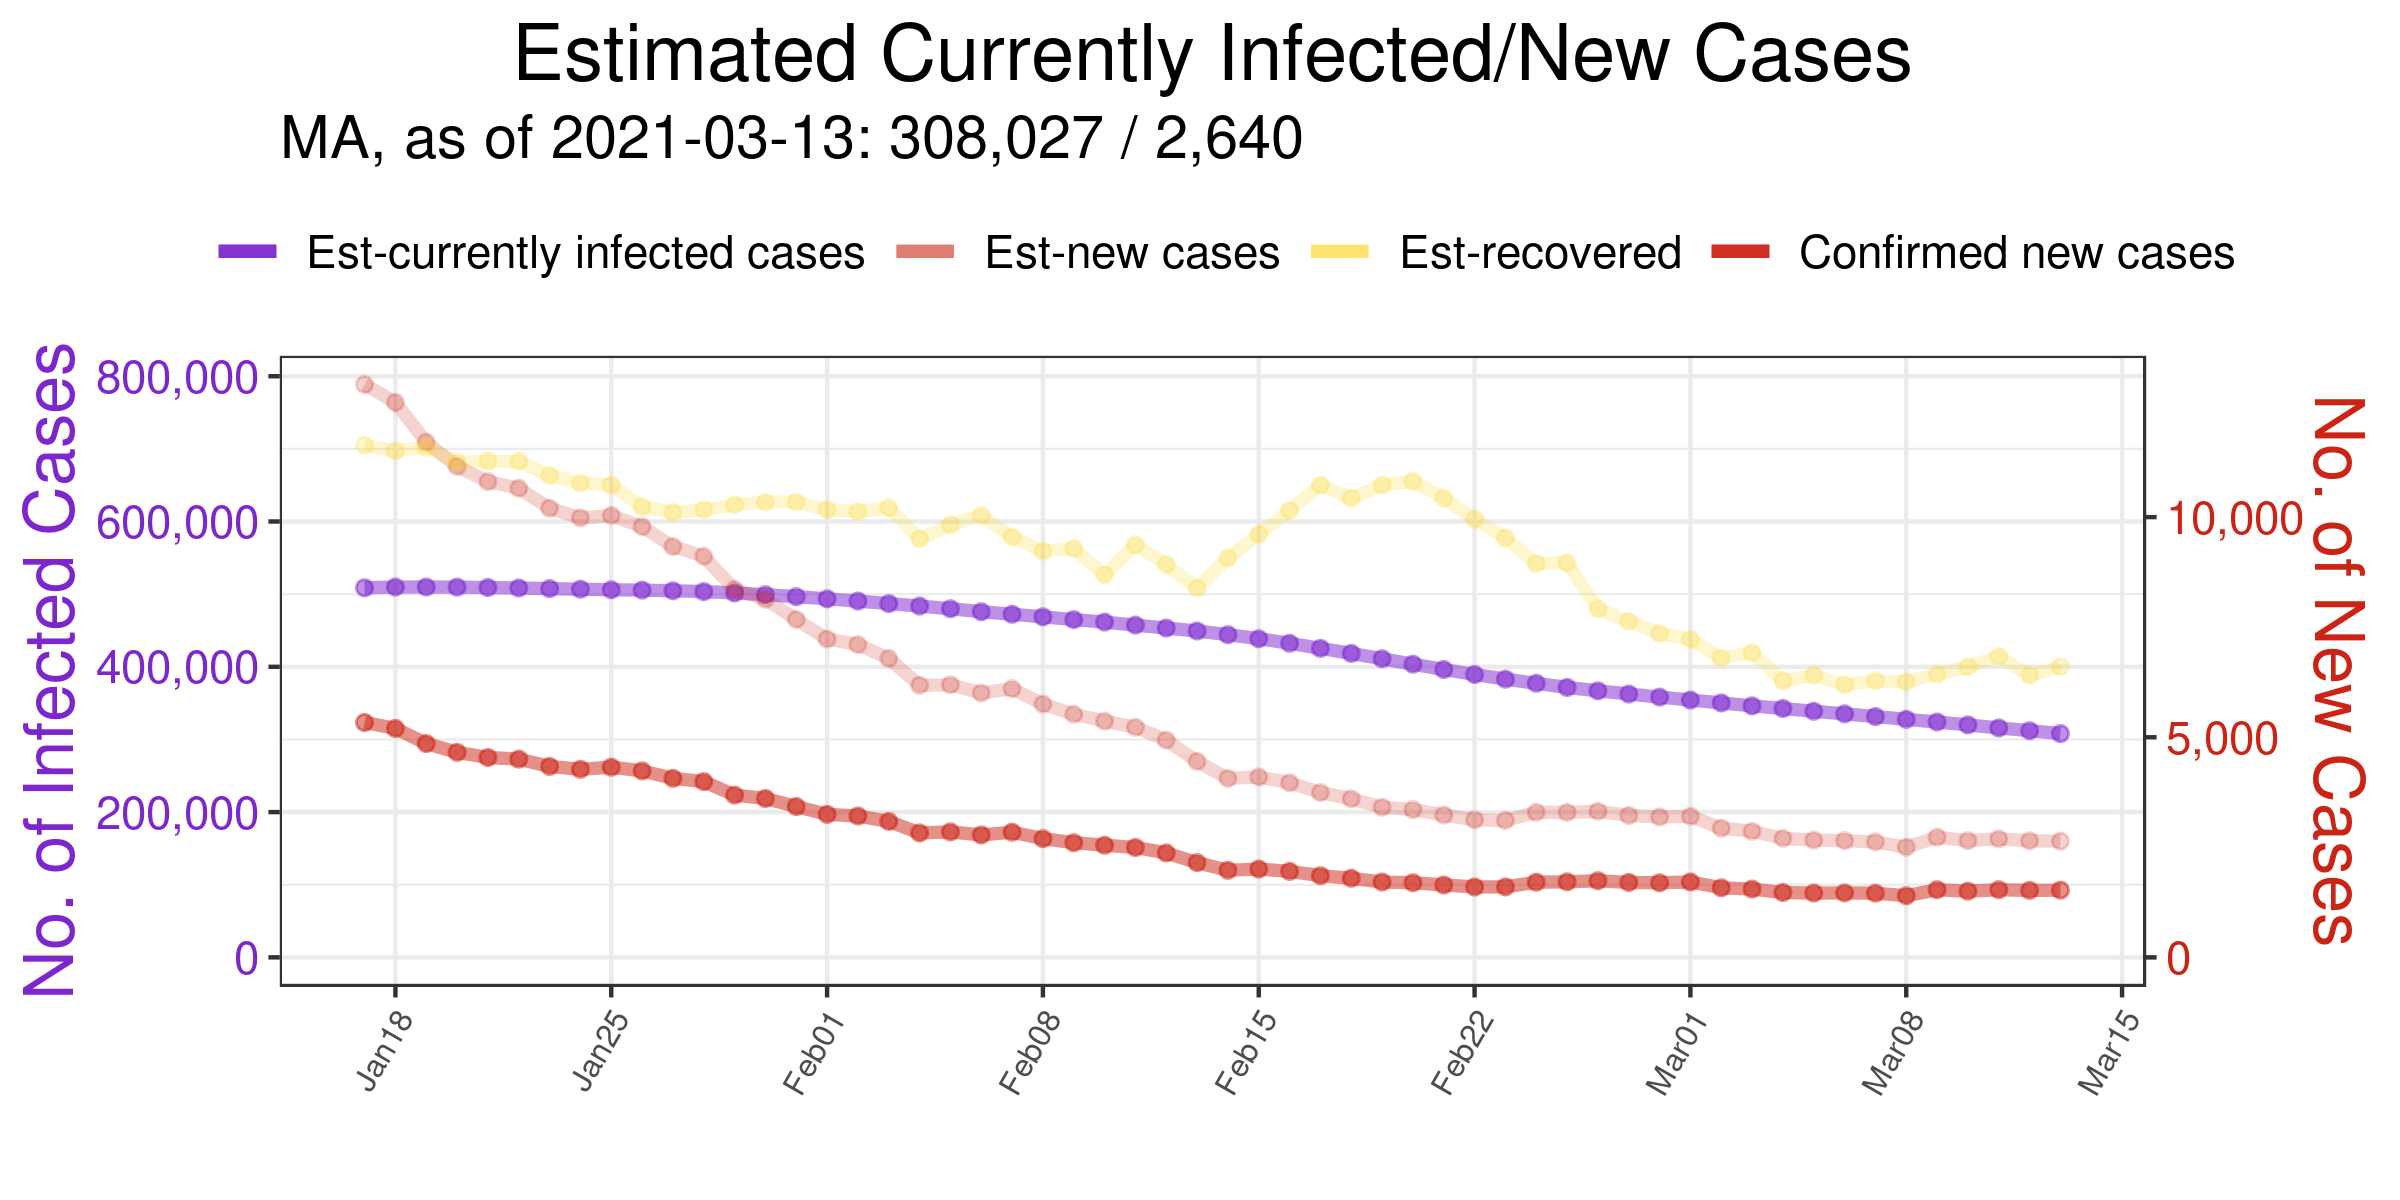 Estimated Currently Infected/New Cases
MA, as of 2021-03-13: 308,027 / 2,640
Est-currently infected cases Est-new cases Est-recovered Confirmed new cases
No. of Infected Cases
800,000
600,000
400,000
200,000
0
10,000
5,000
0
No. of New Cases
Jan18 Jan25 Feb01 Feb08 Feb15 Feb22 Mar01 Mar08 Mar15